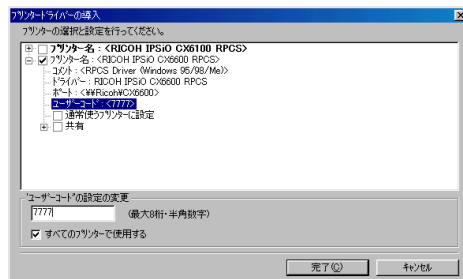 プリンタードライバーの導入
プリンターの選択と設定を行ってください。
プリンター名 : <RICOH IPSiO CX6100 RPCS>
プリンター名 : <RICOH IPSiO CX6600 RPCS>
コメント : <RPCS Driver (Windows 95/98/Me)>
ドライバー : RICOH IPSiO CX6600 RPCS
ポート : <¥¥Ricoh¥CX6600>
ユーザーコード : <7777>
通常使うプリンターに設定
共有
"ユーザーコード"の設定の変更
7777
(最大8桁・半角数字)
すべてのプリンターで使用する
完了(C)
キャンセル